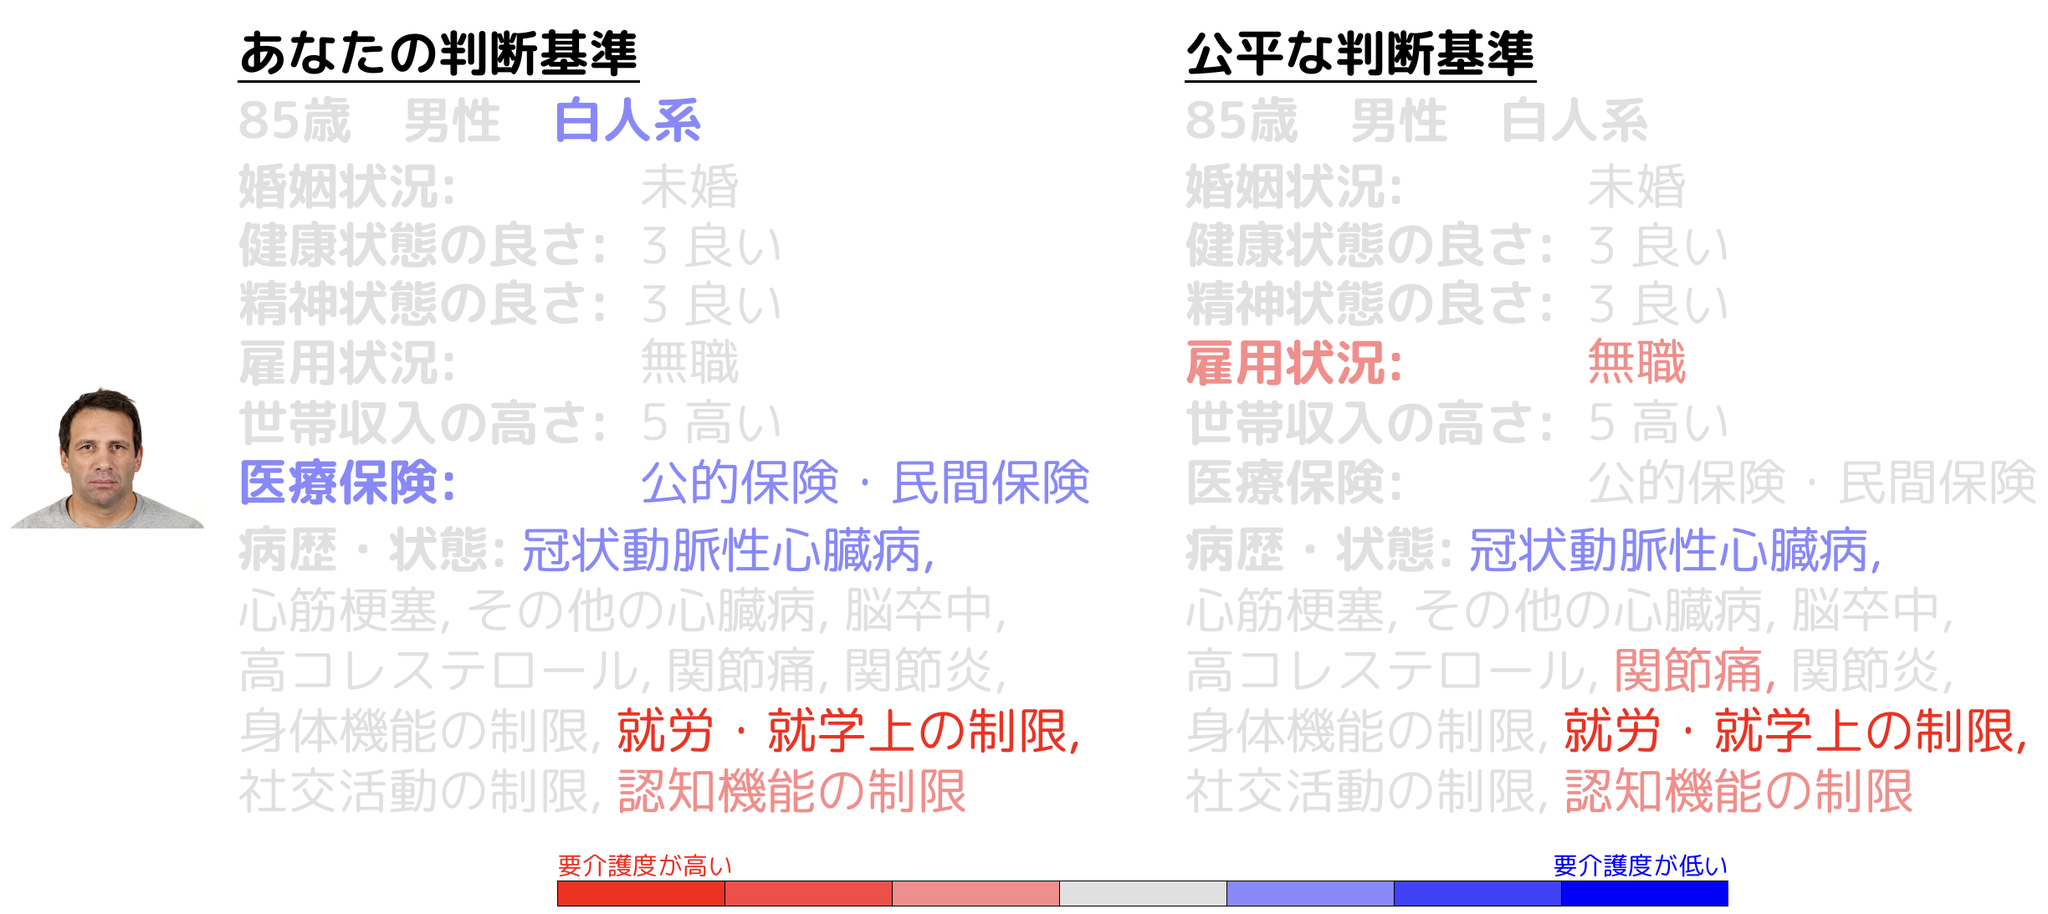 あなたの判断基準
85歳　男性　白人系
婚姻状況:　未婚
健康状態の良さ:　3 良い
精神状態の良さ:　3 良い
雇用状況:　無職
世帯収入の高さ:　5 高い
医療保険:　公的保険・民間保険
病歴・状態: 冠状動脈性心臓病,
心筋梗塞, その他の心臓病, 脳卒中,
高コレステロール, 関節痛, 関節炎,
身体機能の制限, 就労・就学上の制限,
社交活動の制限, 認知機能の制限
公平な判断基準
85歳　男性　白人系
婚姻状況:　未婚
健康状態の良さ:　3 良い
精神状態の良さ:　3 良い
雇用状況:　無職
世帯収入の高さ:　5 高い
医療保険:　公的保険・民間保険
病歴・状態: 冠状動脈性心臓病,
心筋梗塞, その他の心臓病, 脳卒中,
高コレステロール, 関節痛, 関節炎,
身体機能の制限, 就労・就学上の制限,
社交活動の制限, 認知機能の制限
要介護度が高い　要介護度が低い